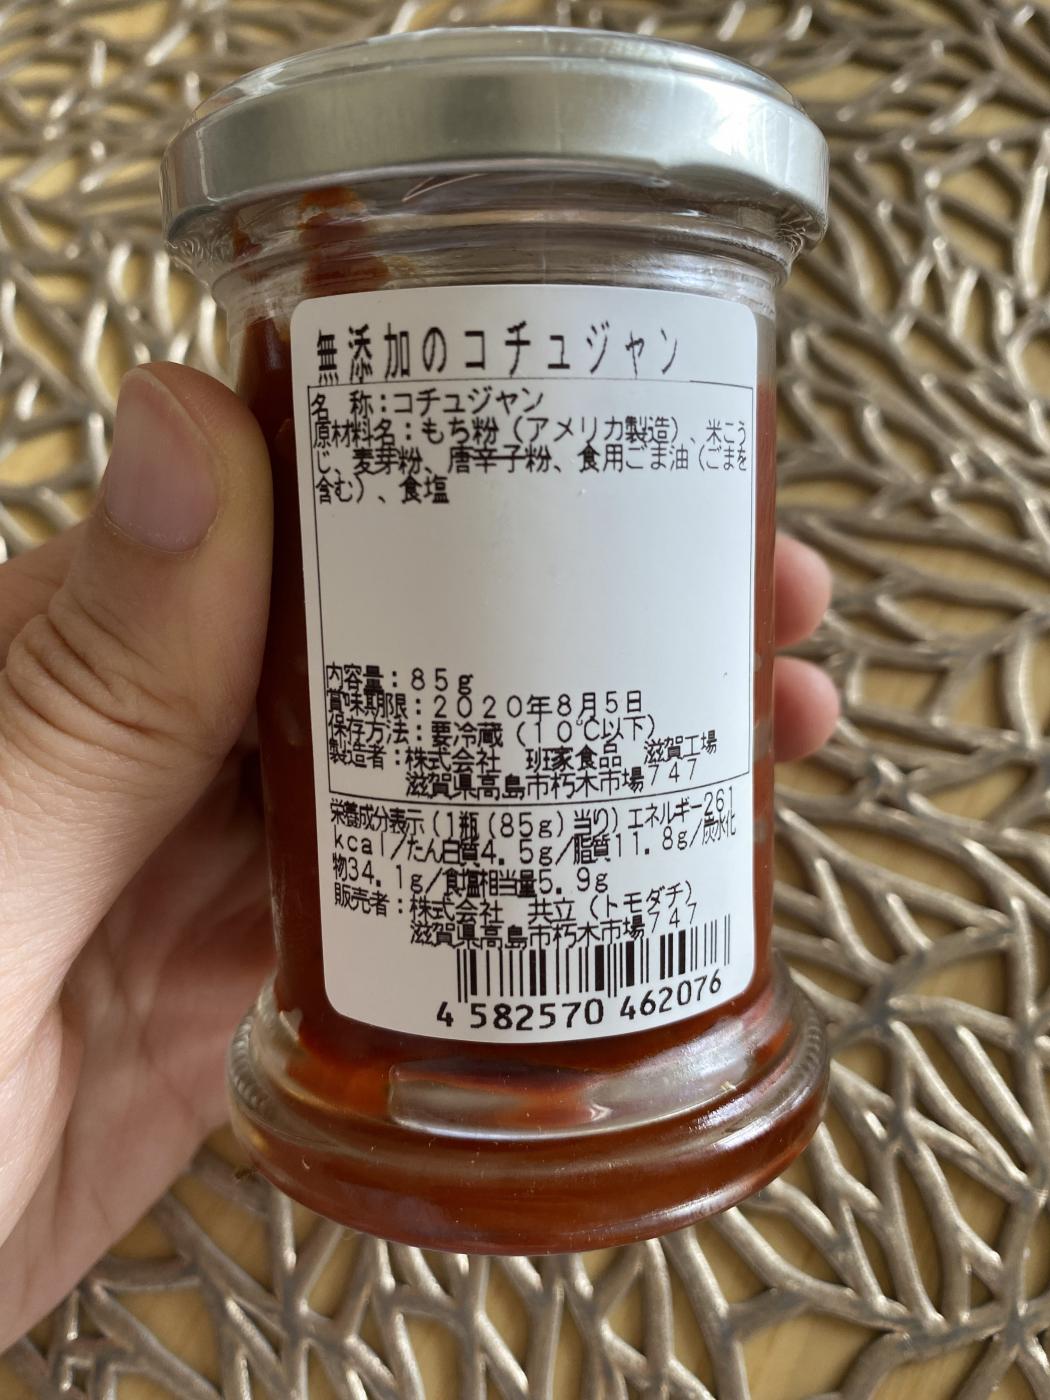 無添加のコチュジャン
名　称：コチュジャン
原材料名：もち粉（アメリカ製造）、米こう
じ、麦芽粉、唐辛子粉、食用ごま油（ごまを
含む）、食塩
内容量：８５ｇ
賞味期限：２０２０年８月５日
保存方法：要冷蔵（１０℃以下）
製造者：株式会社　班家食品　滋賀工場
滋賀県高島市朽木市場７４７
栄養成分表示（1瓶（85g）当り）エネルギー261
kcal/たん白質4.5g/脂質11.8g/炭水化
物34.1g/食塩相当量5.9g
販売者：株式会社　共立（トモダチ）
滋賀県高島市朽木市場７４７
4 582570 462076